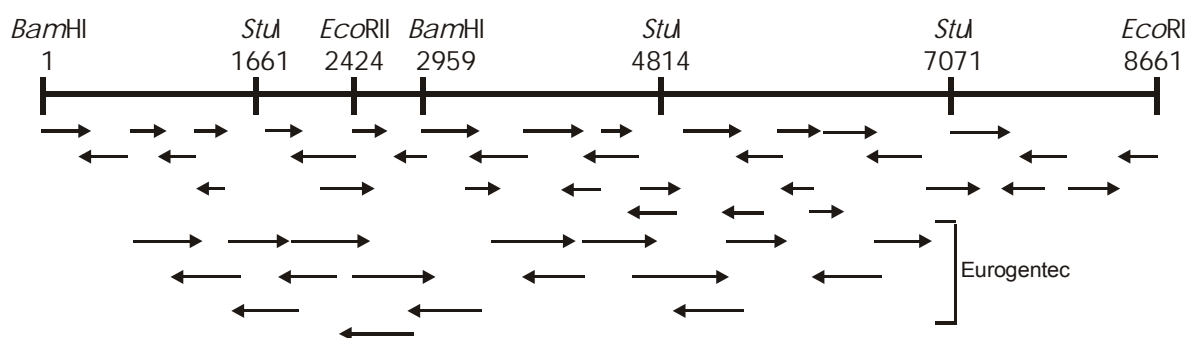 BamHI StuI EcoRII BamHI StuI StuI EcoRI
1 1661 2424 2959 4814 7071 8661
Eurogentec